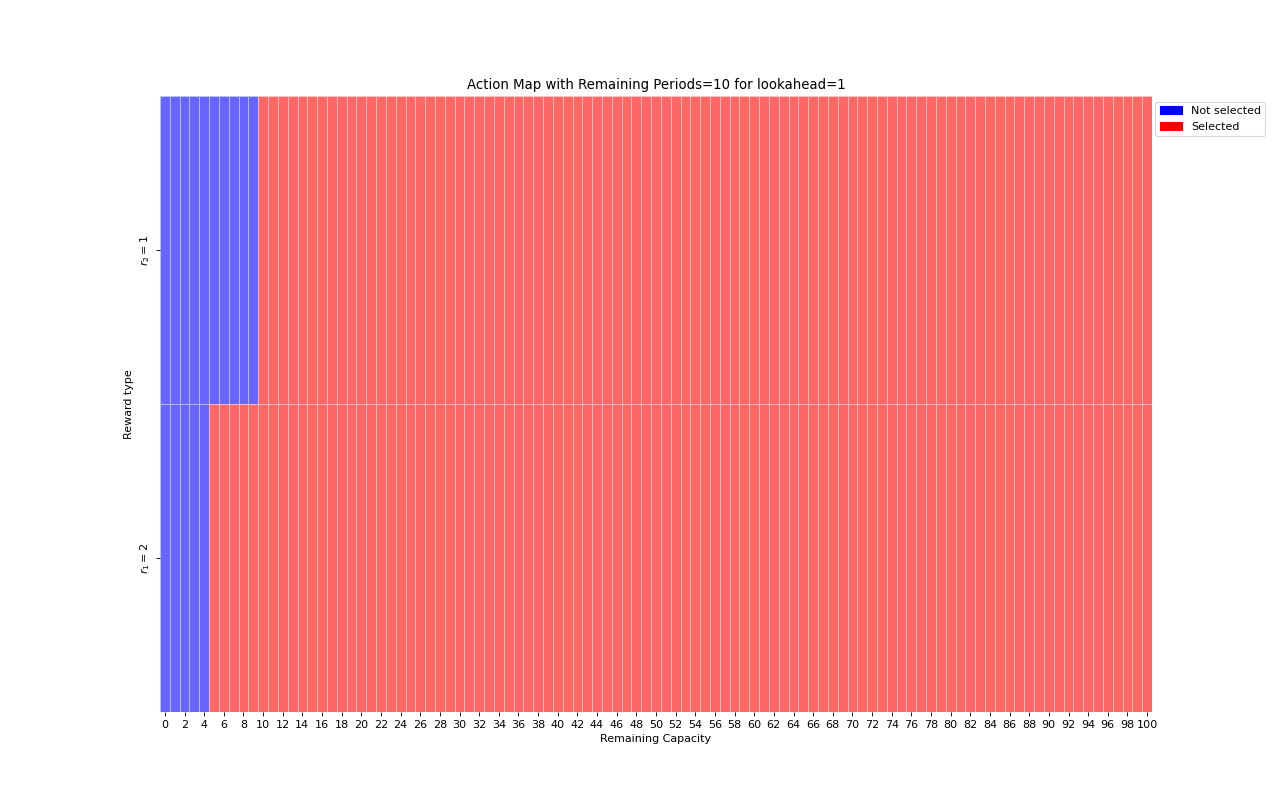 Action Map with Remaining Periods=10 for lookahead=1
Not selected
Selected
r₂ = 1
Reward type
r₁ = 2
0 2 4 6 8 10 12 14 16 18 20 22 24 26 28 30 32 34 36 38 40 42 44 46 48 50 52 54 56 58 60 62 64 66 68 70 72 74 76 78 80 82 84 86 88 90 92 94 96 98 100
Remaining Capacity